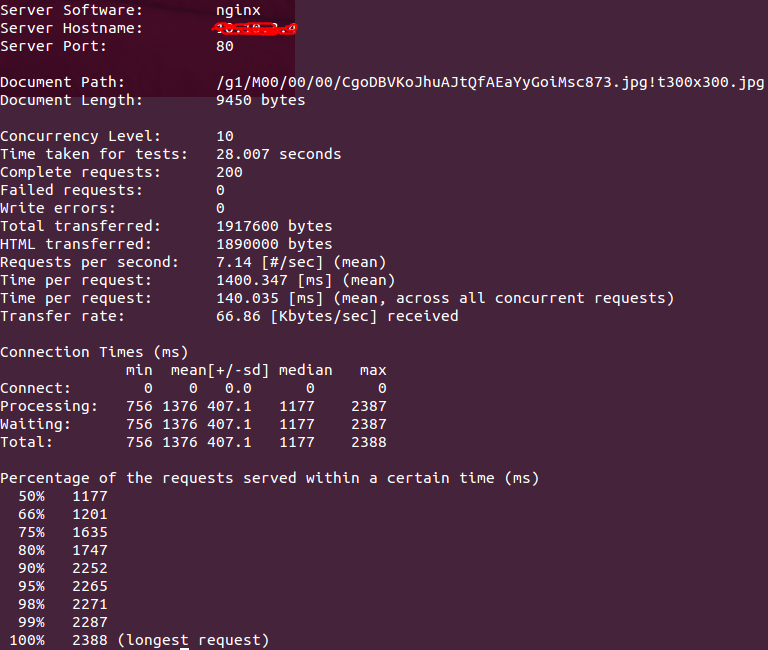 Server Software: nginx
Server Hostname:
Server Port: 80
Document Path: /g1/M00/00/00/CgoDBVKoJhuAJtQfAEaYyGoiMsc873.jpg!t300x300.jpg
Document Length: 9450 bytes
Concurrency Level: 10
Time taken for tests: 28.007 seconds
Complete requests: 200
Failed requests: 0
Write errors: 0
Total transferred: 1917600 bytes
HTML transferred: 1890000 bytes
Requests per second: 7.14 [#/sec] (mean)
Time per request: 1400.347 [ms] (mean)
Time per request: 140.035 [ms] (mean, across all concurrent requests)
Transfer rate: 66.86 [Kbytes/sec] received
Connection Times (ms)
min mean[+/-sd] median max
Connect: 0 0 0.0 0 0
Processing: 756 1376 407.1 1177 2387
Waiting: 756 1376 407.1 1177 2387
Total: 756 1376 407.1 1177 2388
Percentage of the requests served within a certain time (ms)
50% 1177
66% 1201
75% 1635
80% 1747
90% 2252
95% 2265
98% 2271
99% 2287
100% 2388 (longest request)